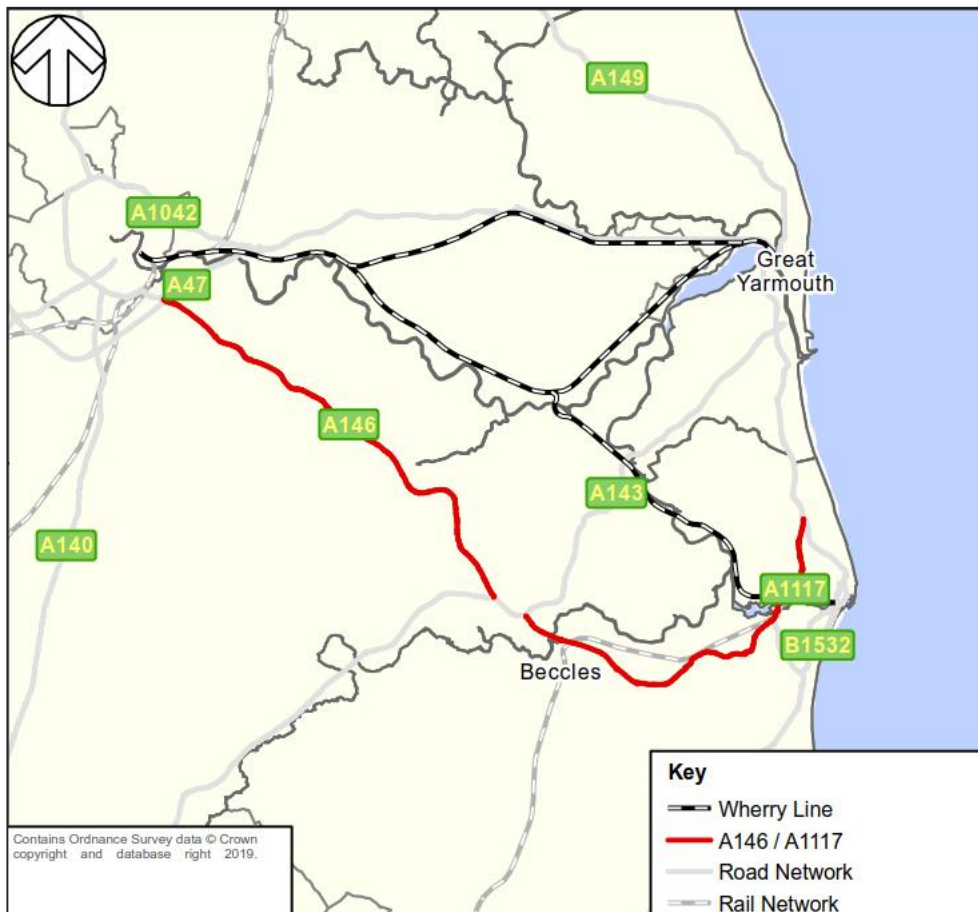 A149
A1042
Great
Yarmouth
A47
A146
A143
A140
A1117
B1532
Beccles
Key
Wherry Line
A146 / A1117
Road Network
Rail Network
Contains Ordnance Survey data © Crown
copyright and database right 2019.